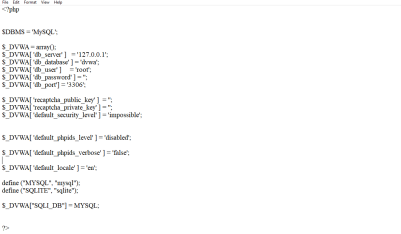 File Edit Format View Help
<?php
$DBMS = 'MySQL';
$_DVWA = array();
$_DVWA[ 'db_server' ] = '127.0.0.1';
$_DVWA[ 'db_database' ] = 'dvwa';
$_DVWA[ 'db_user' ] = 'root';
$_DVWA[ 'db_password' ] = '';
$_DVWA[ 'db_port'] = '3306';
$_DVWA[ 'recaptcha_public_key' ] = '';
$_DVWA[ 'recaptcha_private_key' ] = '';
$_DVWA[ 'default_security_level' ] = 'impossible';
$_DVWA[ 'default_phpids_level' ] = 'disabled';
$_DVWA[ 'default_phpids_verbose' ] = 'false';
$_DVWA[ 'default_locale' ] = 'en';
define ("MYSQL", "mysql");
define ("SQLITE", "sqlite");
$_DVWA["SQLI_DB"] = MYSQL;
?>